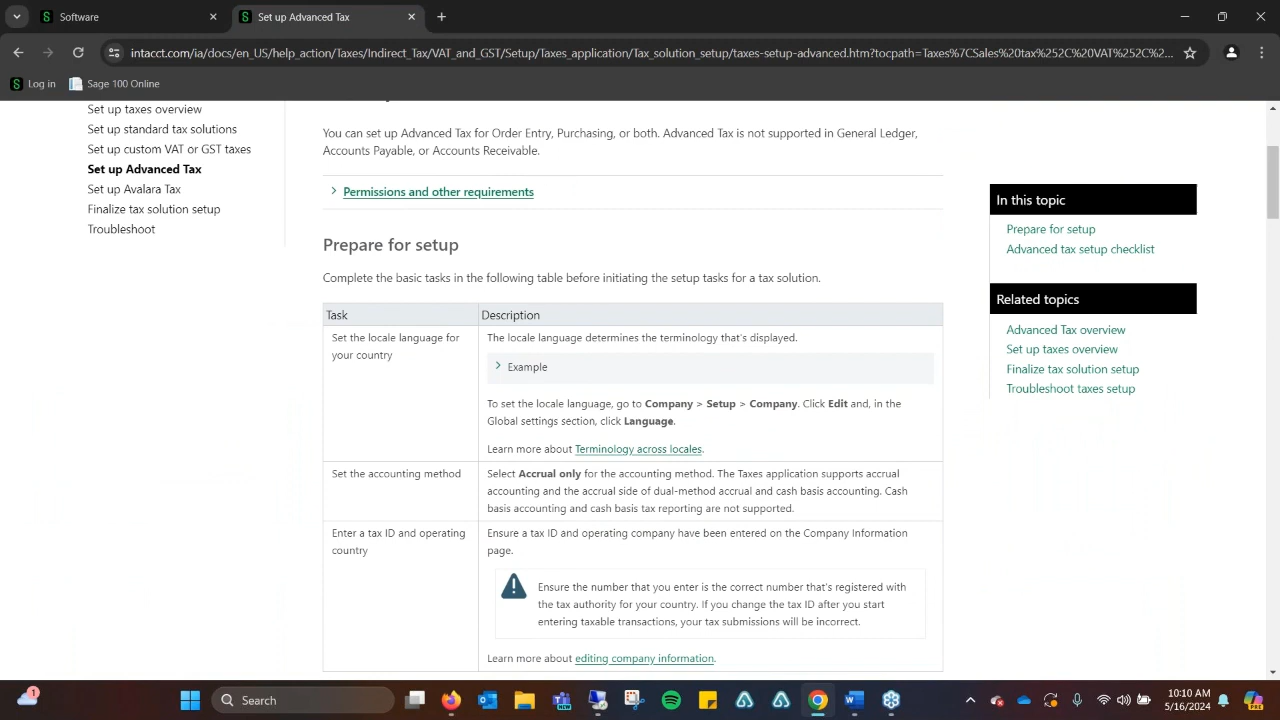 Software
Set up Advanced Tax
intacct.com/ia/docs/en_US/help_action/Taxes/Indirect_Tax/VAT_and_GST/Setup/Taxes_application/Tax_solution_setup/taxes-setup-advanced.htm?tocpath=Taxes%7CSales%20tax%252C%20VAT%252C%2...
Log in
Sage 100 Online
Set up taxes overview
Set up standard tax solutions
Set up custom VAT or GST taxes
Set up Advanced Tax
Set up Avalara Tax
Finalize tax solution setup
Troubleshoot
You can set up Advanced Tax for Order Entry, Purchasing, or both. Advanced Tax is not supported in General Ledger,
Accounts Payable, or Accounts Receivable.
Permissions and other requirements
Prepare for setup
Complete the basic tasks in the following table before initiating the setup tasks for a tax solution.
Task
Description
Set the locale language for
your country
The locale language determines the terminology that's displayed.
Example
To set the locale language, go to Company > Setup > Company. Click Edit and, in the
Global settings section, click Language.
Learn more about Terminology across locales.
Set the accounting method
Select Accrual only for the accounting method. The Taxes application supports accrual
accounting and the accrual side of dual-method accrual and cash basis accounting. Cash
basis accounting and cash basis tax reporting are not supported.
Enter a tax ID and operating
country
Ensure a tax ID and operating company have been entered on the Company Information
page.
Ensure the number that you enter is the correct number that's registered with
the tax authority for your country. If you change the tax ID after you start
entering taxable transactions, your tax submissions will be incorrect.
Learn more about editing company information.
In this topic
Prepare for setup
Advanced tax setup checklist
Related topics
Advanced Tax overview
Set up taxes overview
Finalize tax solution setup
Troubleshoot taxes setup
1
Search
10:10 AM
5/16/2024